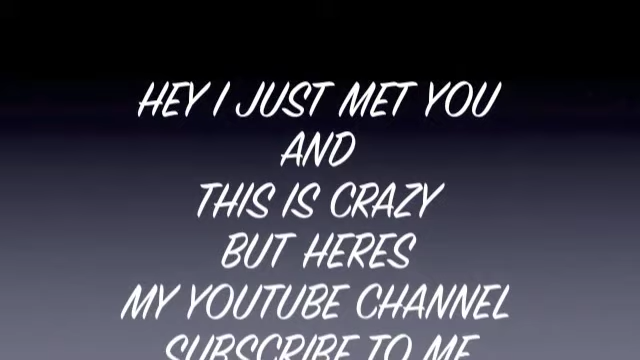 HEY I JUST MET YOU
AND
THIS IS CRAZY
BUT HERES
MY YOUTUBE CHANNEL
SUBSCRIBE TO ME